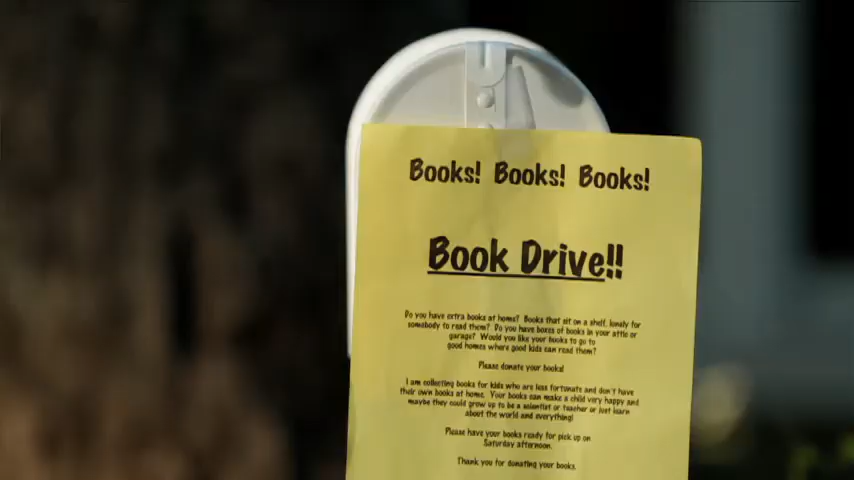 Books! Books! Books!
Book Drive!!
Do you have extra books at home? Books that sit on a shelf, lonely for
somebody to read them? Do you have boxes of books in your attic or
garage? Would you like your books to go to
good homes where good kids can read them?
Please donate your books!
I am collecting books for kids who are less fortunate and don't have
their own books at home. Your books can make a child very happy and
maybe they could grow up to be a scientist or teacher or just learn
about the world and everything!
Please have your books ready for pick up on
Saturday afternoon.
Thank you for donating your books.